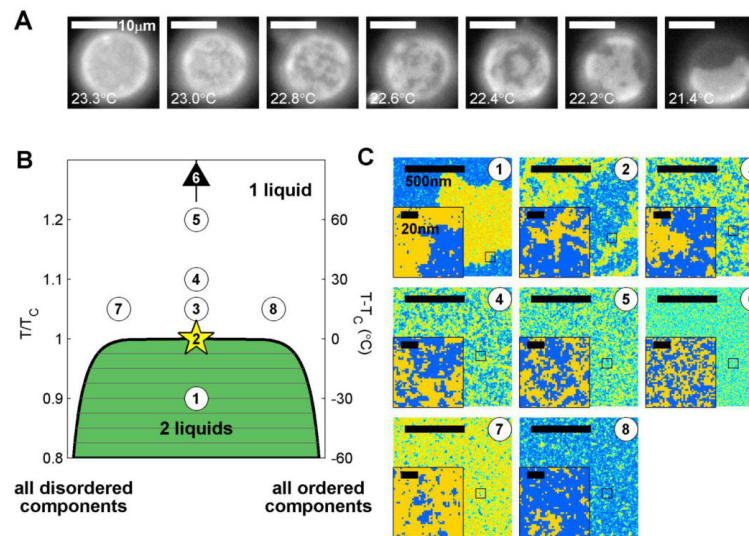 A
10μm
23.3°C
23.0°C
22.8°C
22.6°C
22.4°C
22.2°C
21.4°C
B
1 liquid
2 liquids
T/T_C
1.2
1.1
1
0.9
0.8
T-T_C (°C)
60
30
0
-30
-60
6
5
4
3
7
8
2
1
all disordered
components
all ordered
components
C
500nm
20nm
1
2
4
5
7
8